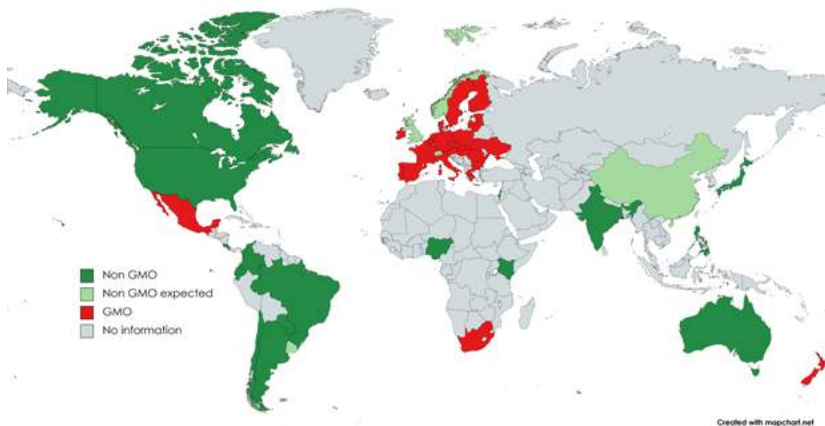 Non GMO
Non GMO expected
GMO
No information
Created with mapchart.net